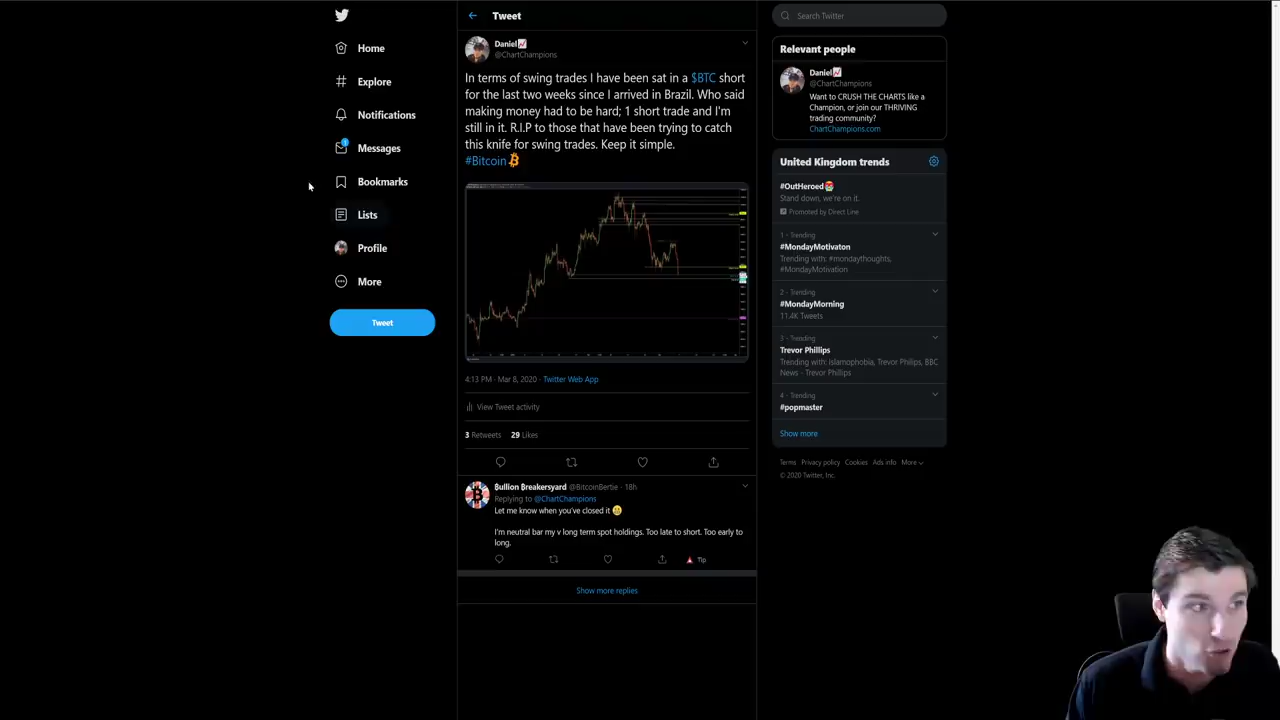 Home
Explore
Notifications
1
Messages
Bookmarks
Lists
Profile
More
Tweet
Tweet
Daniel📈
@ChartChampions
In terms of swing trades I have been sat in a $BTC short
for the last two weeks since I arrived in Brazil. Who said
making money had to be hard; 1 short trade and I'm
still in it. R.I.P to those that have been trying to catch
this knife for swing trades. Keep it simple.
#Bitcoin
4:13 PM · Mar 8, 2020 · Twitter Web App
View Tweet activity
3 Retweets 29 Likes
₿ullion ₿reakersyard @BitcoinBertie · 18h
Replying to @ChartChampions
Let me know when you've closed it
I'm neutral bar my v long term spot holdings. Too late to short. Too early to
long.
Tip
Show more replies
Search Twitter
Relevant people
Daniel📈
@ChartChampions
Want to CRUSH THE CHARTS like a
Champion, or join our THRIVING
trading community?
ChartChampions.com
United Kingdom trends
#OutHeroed
Stand down, we're on it.
Promoted by Direct Line
1 · Trending
#MondayMotivaton
Trending with: #mondaythoughts,
#MondayMotivation
2 · Trending
#MondayMorning
11.4K Tweets
3 · Trending
Trevor Phillips
Trending with: Islamophobia, Trevor Philips, BBC
News - Trevor Phillips
4 · Trending
#popmaster
Show more
Terms Privacy policy Cookies Ads info More
© 2020 Twitter, Inc.